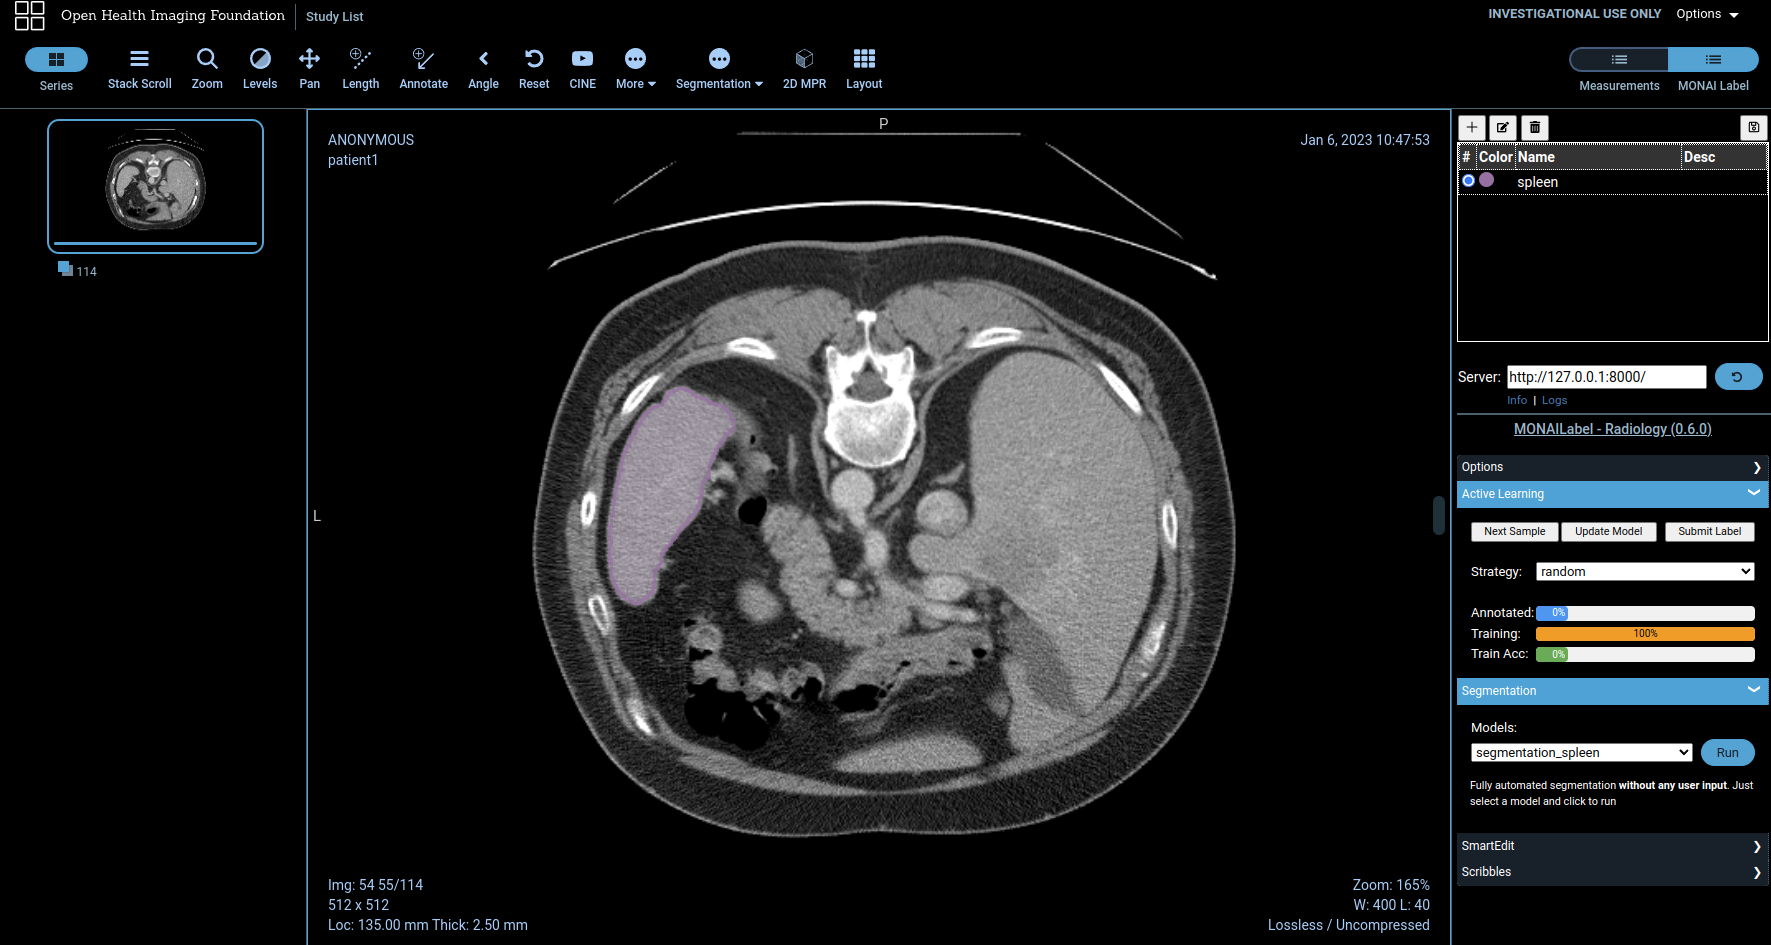 Open Health Imaging Foundation
Study List
INVESTIGATIONAL USE ONLY
Options
Series
Stack Scroll
Zoom
Levels
Pan
Length
Annotate
Angle
Reset
CINE
More
Segmentation
2D MPR
Layout
Measurements
MONAI Label
114
ANONYMOUS
patient1
P
Jan 6, 2023 10:47:53
L
Img: 54 55/114
512 x 512
Loc: 135.00 mm Thick: 2.50 mm
Zoom: 165%
W: 400 L: 40
Lossless / Uncompressed
# Color Name Desc
spleen
Server: http://127.0.0.1:8000/
Info | Logs
MONAILabel - Radiology (0.6.0)
Options
Active Learning
Next Sample Update Model Submit Label
Strategy: random
Annotated: 0%
Training: 100%
Train Acc: 0%
Segmentation
Models:
segmentation_spleen Run
Fully automated segmentation without any user input. Just
select a model and click to run
SmartEdit
Scribbles